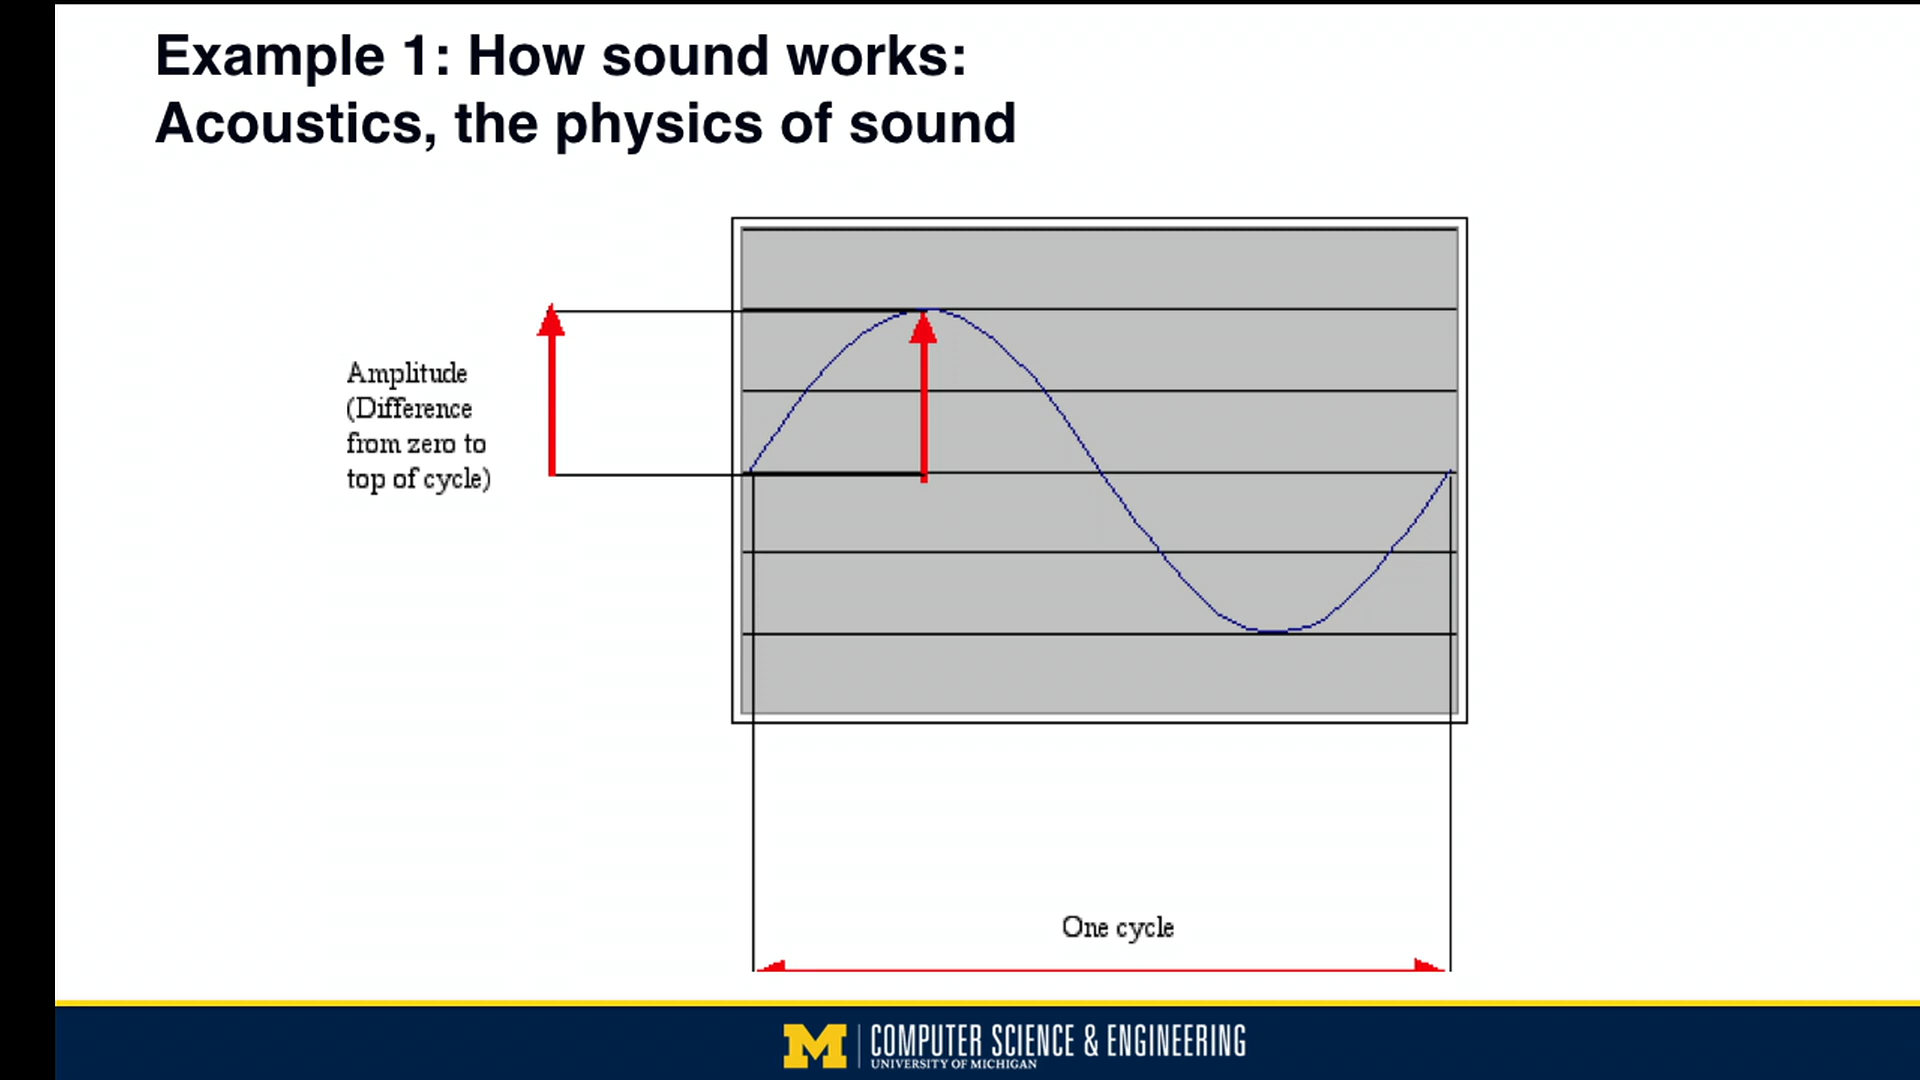 Example 1: How sound works:
Acoustics, the physics of sound
Amplitude
(Difference
from zero to
top of cycle)
One cycle
M
COMPUTER SCIENCE & ENGINEERING
UNIVERSITY OF MICHIGAN